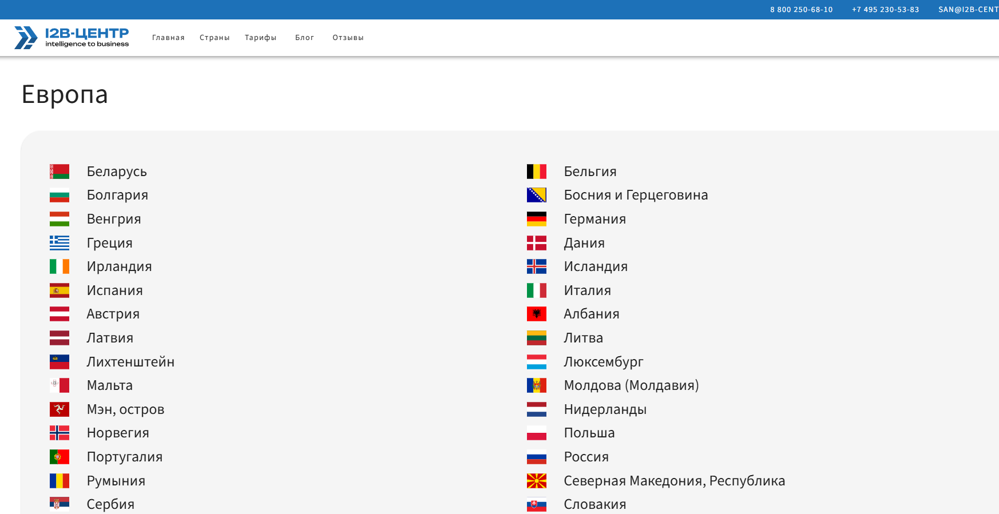 8 800 250-68-10 +7 495 230-53-83 SAN@I2B-CENT
I2B-ЦЕНТР
intelligence to business
Главная Страны Тарифы Блог Отзывы
Европа
Беларусь Бельгия
Болгария Босния и Герцеговина
Венгрия Германия
Греция Дания
Ирландия Исландия
Испания Италия
Австрия Албания
Латвия Литва
Лихтенштейн Люксембург
Мальта Молдова (Молдавия)
Мэн, остров Нидерланды
Норвегия Польша
Португалия Россия
Румыния Северная Македония, Республика
Сербия Словакия